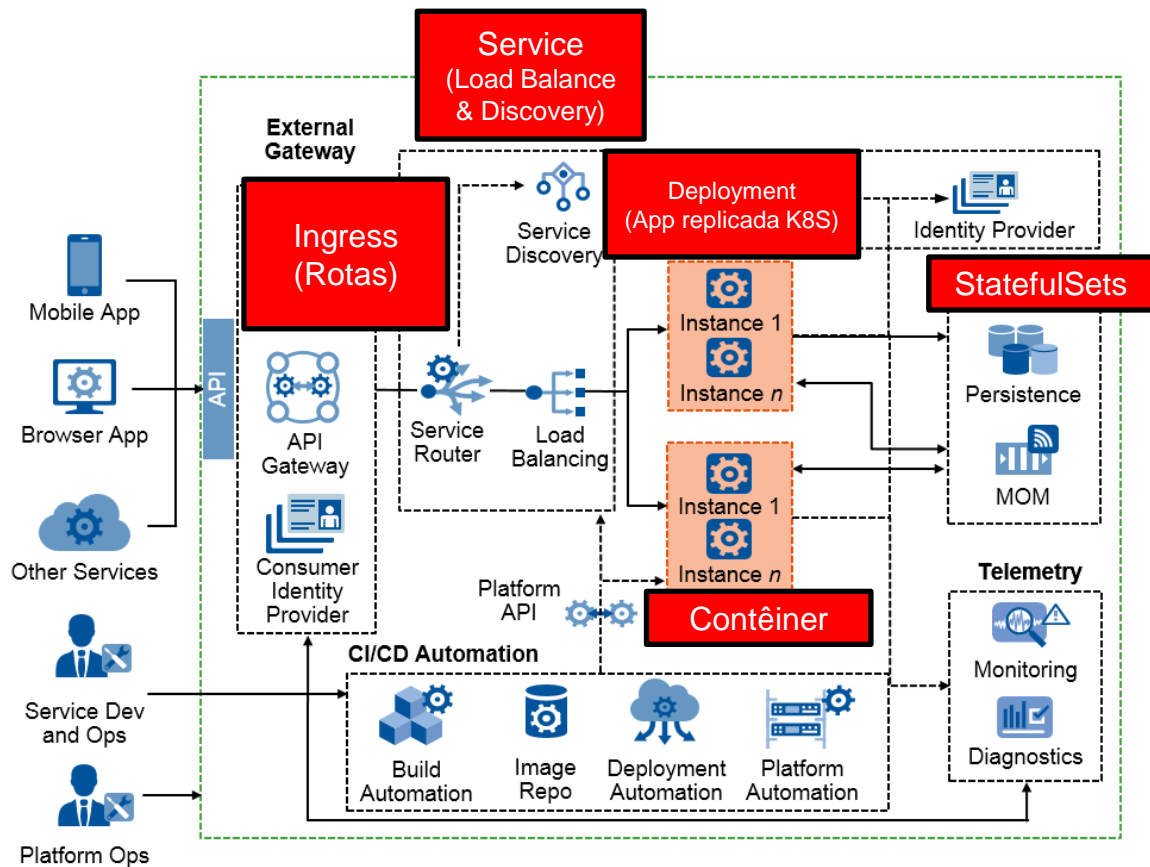 Service
(Load Balance
& Discovery)
External
Gateway
Ingress
(Rotas)
Service
Discovery
Deployment
(App replicada K8S)
Identity Provider
StatefulSets
Mobile App
Browser App
Other Services
API
API
Gateway
Consumer
Identity
Provider
Service
Router
Load
Balancing
Instance 1
Instance n
Instance 1
Instance n
Contêiner
Persistence
MOM
Platform
API
Telemetry
Monitoring
Diagnostics
CI/CD Automation
Build
Automation
Image
Repo
Deployment
Automation
Platform
Automation
Service Dev
and Ops
Platform Ops